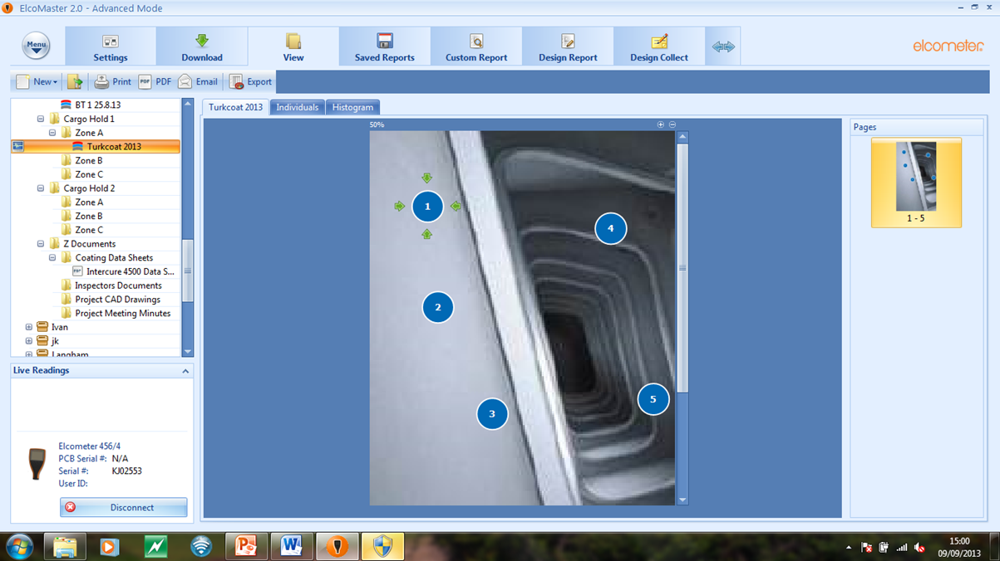 ElcoMaster 2.0 - Advanced Mode
Menu
Settings
Download
View
Saved Reports
Custom Report
Design Report
Design Collect
elcometer
New
Print
PDF
PDF
Email
Export
BT 1 25.8.13
Cargo Hold 1
Zone A
Turkcoat 2013
Zone B
Zone C
Cargo Hold 2
Zone A
Zone B
Zone C
Z Documents
Coating Data Sheets
PDF
Intercure 4500 Data S...
Inspectors Documents
Project CAD Drawings
Project Meeting Minutes
Ivan
jk
Langham
Live Readings
Elcometer 456/4
PCB Serial #: N/A
Serial #: KJ02553
User ID:
Disconnect
Turkcoat 2013
Individuals
Histogram
50%
1
2
3
4
5
Pages
1 - 5
P
W
15:00
09/09/2013